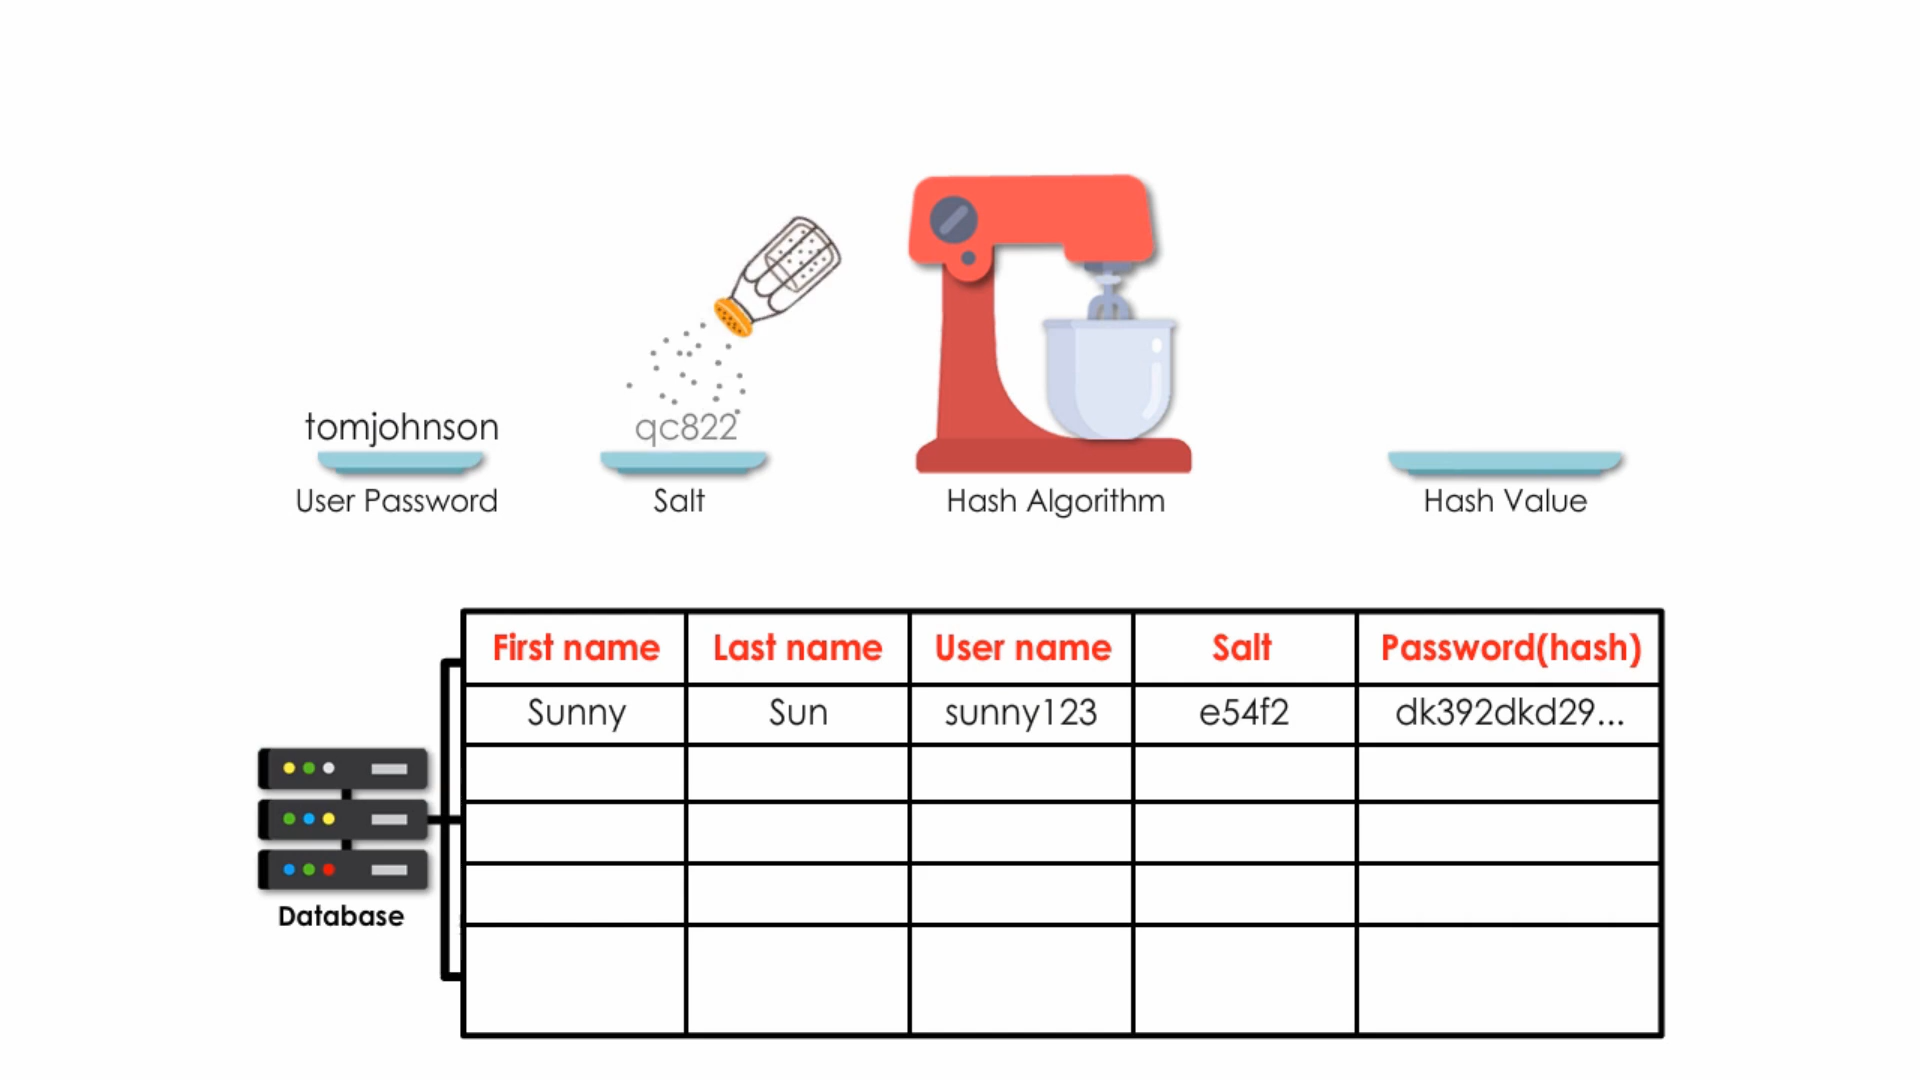 tomjohnson
qc822
User Password
Salt
Hash Algorithm
Hash Value
First name Last name User name Salt Password(hash)
Sunny Sun sunny123 e54f2 dk392dkd29...
Database